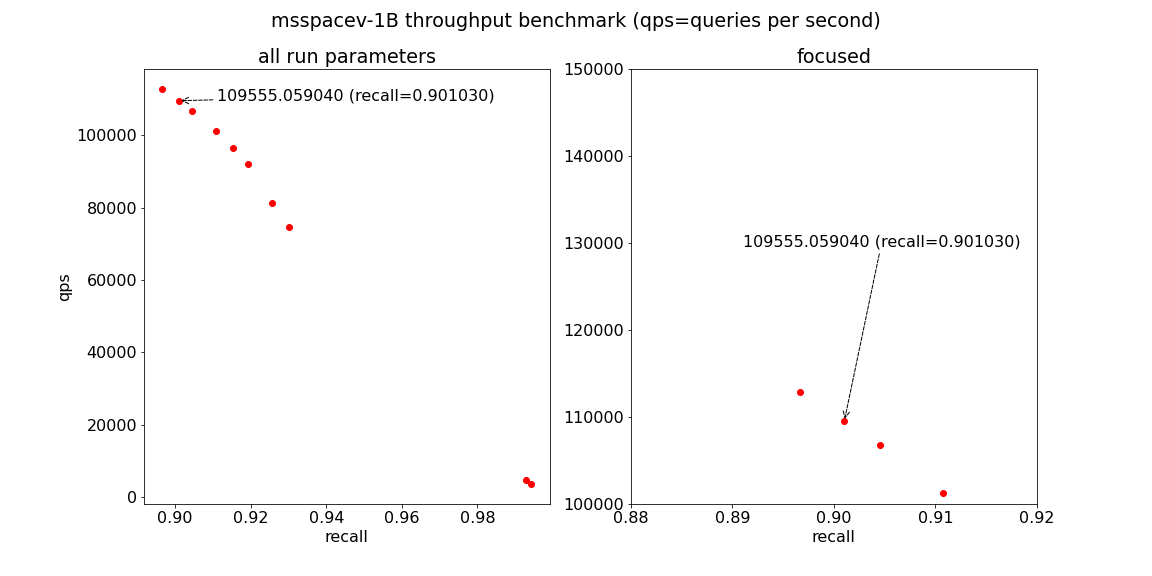 msspacev-1B throughput benchmark (qps=queries per second)
all run parameters
109555.059040 (recall=0.901030)
100000
80000
60000
40000
20000
0
qps
0.90 0.92 0.94 0.96 0.98
recall
focused
150000
140000
130000
120000
110000
100000
109555.059040 (recall=0.901030)
0.88 0.89 0.90 0.91 0.92
recall